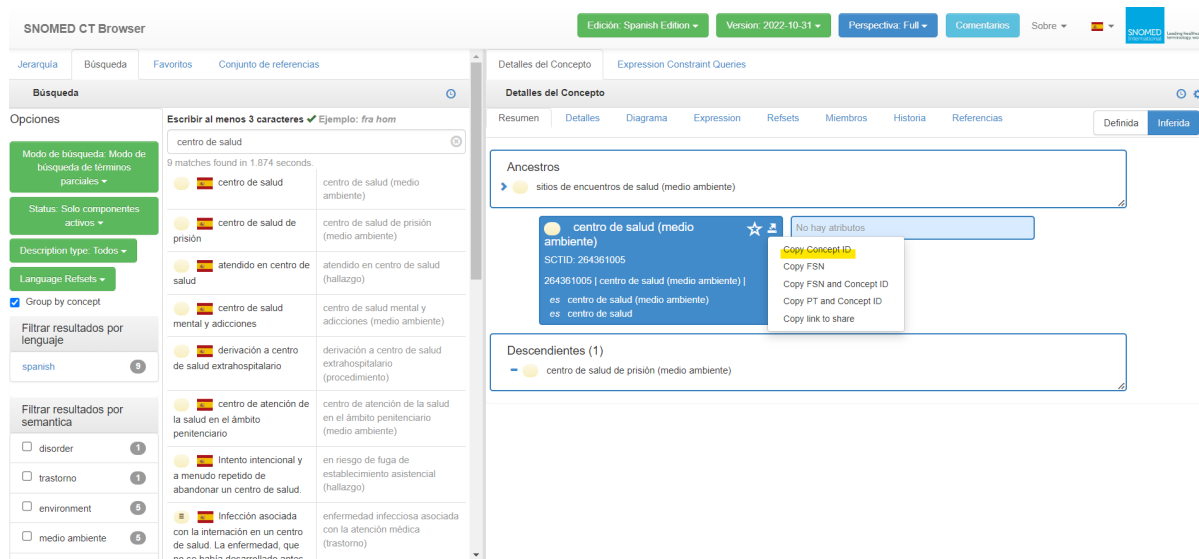 SNOMED CT Browser
Edición: Spanish Edition
Version: 2022-10-31
Perspectiva: Full
Comentarios
Sobre
SNOMED
International
Leading healthcare
Jerarquía
Búsqueda
Favoritos
Conjunto de referencias
Búsqueda
Opciones
Modo de búsqueda: Modo de
búsqueda de términos
parciales
Status: Solo componentes
activos
Description type: Todos
Language Refsets
Group by concept
Filtrar resultados por
lenguaje
spanish 9
Filtrar resultados por
semantica
disorder 1
trastorno 1
environment 5
medio ambiente 5
Escribir al menos 3 caracteres Ejemplo: fra hom
centro de salud
9 matches found in 1.874 seconds.
centro de salud
centro de salud (medio
ambiente)
centro de salud de
prisión
centro de salud de prisión
(medio ambiente)
atendido en centro de
salud
atendido en centro de salud
(hallazgo)
centro de salud
mental y adicciones
centro de salud mental y
adicciones (medio ambiente)
derivación a centro
de salud extrahospitalario
derivación a centro de salud
extrahospitalario
(procedimiento)
centro de atención de
la salud en el ámbito
penitenciario
centro de atención de la salud
en el ámbito penitenciario
(medio ambiente)
Intento intencional y
a menudo repetido de
abandonar un centro de salud.
en riesgo de fuga de
establecimiento asistencial
(hallazgo)
Infección asociada
con la internación en un centro
de salud. La enfermedad, que
no se había desarrollado antes
enfermedad infecciosa asociada
con la atención médica
(trastorno)
Detalles del Concepto
Expression Constraint Queries
Detalles del Concepto
Resumen
Detalles
Diagrama
Expression
Refsets
Miembros
Historia
Referencias
Definida
Inferida
Ancestros
sitios de encuentros de salud (medio ambiente)
centro de salud (medio
ambiente)
SCTID: 264361005
264361005 | centro de salud (medio ambiente) |
es centro de salud (medio ambiente)
es centro de salud
No hay atributos
Copy Concept ID
Copy FSN
Copy FSN and Concept ID
Copy PT and Concept ID
Copy link to share
Descendientes (1)
centro de salud de prisión (medio ambiente)